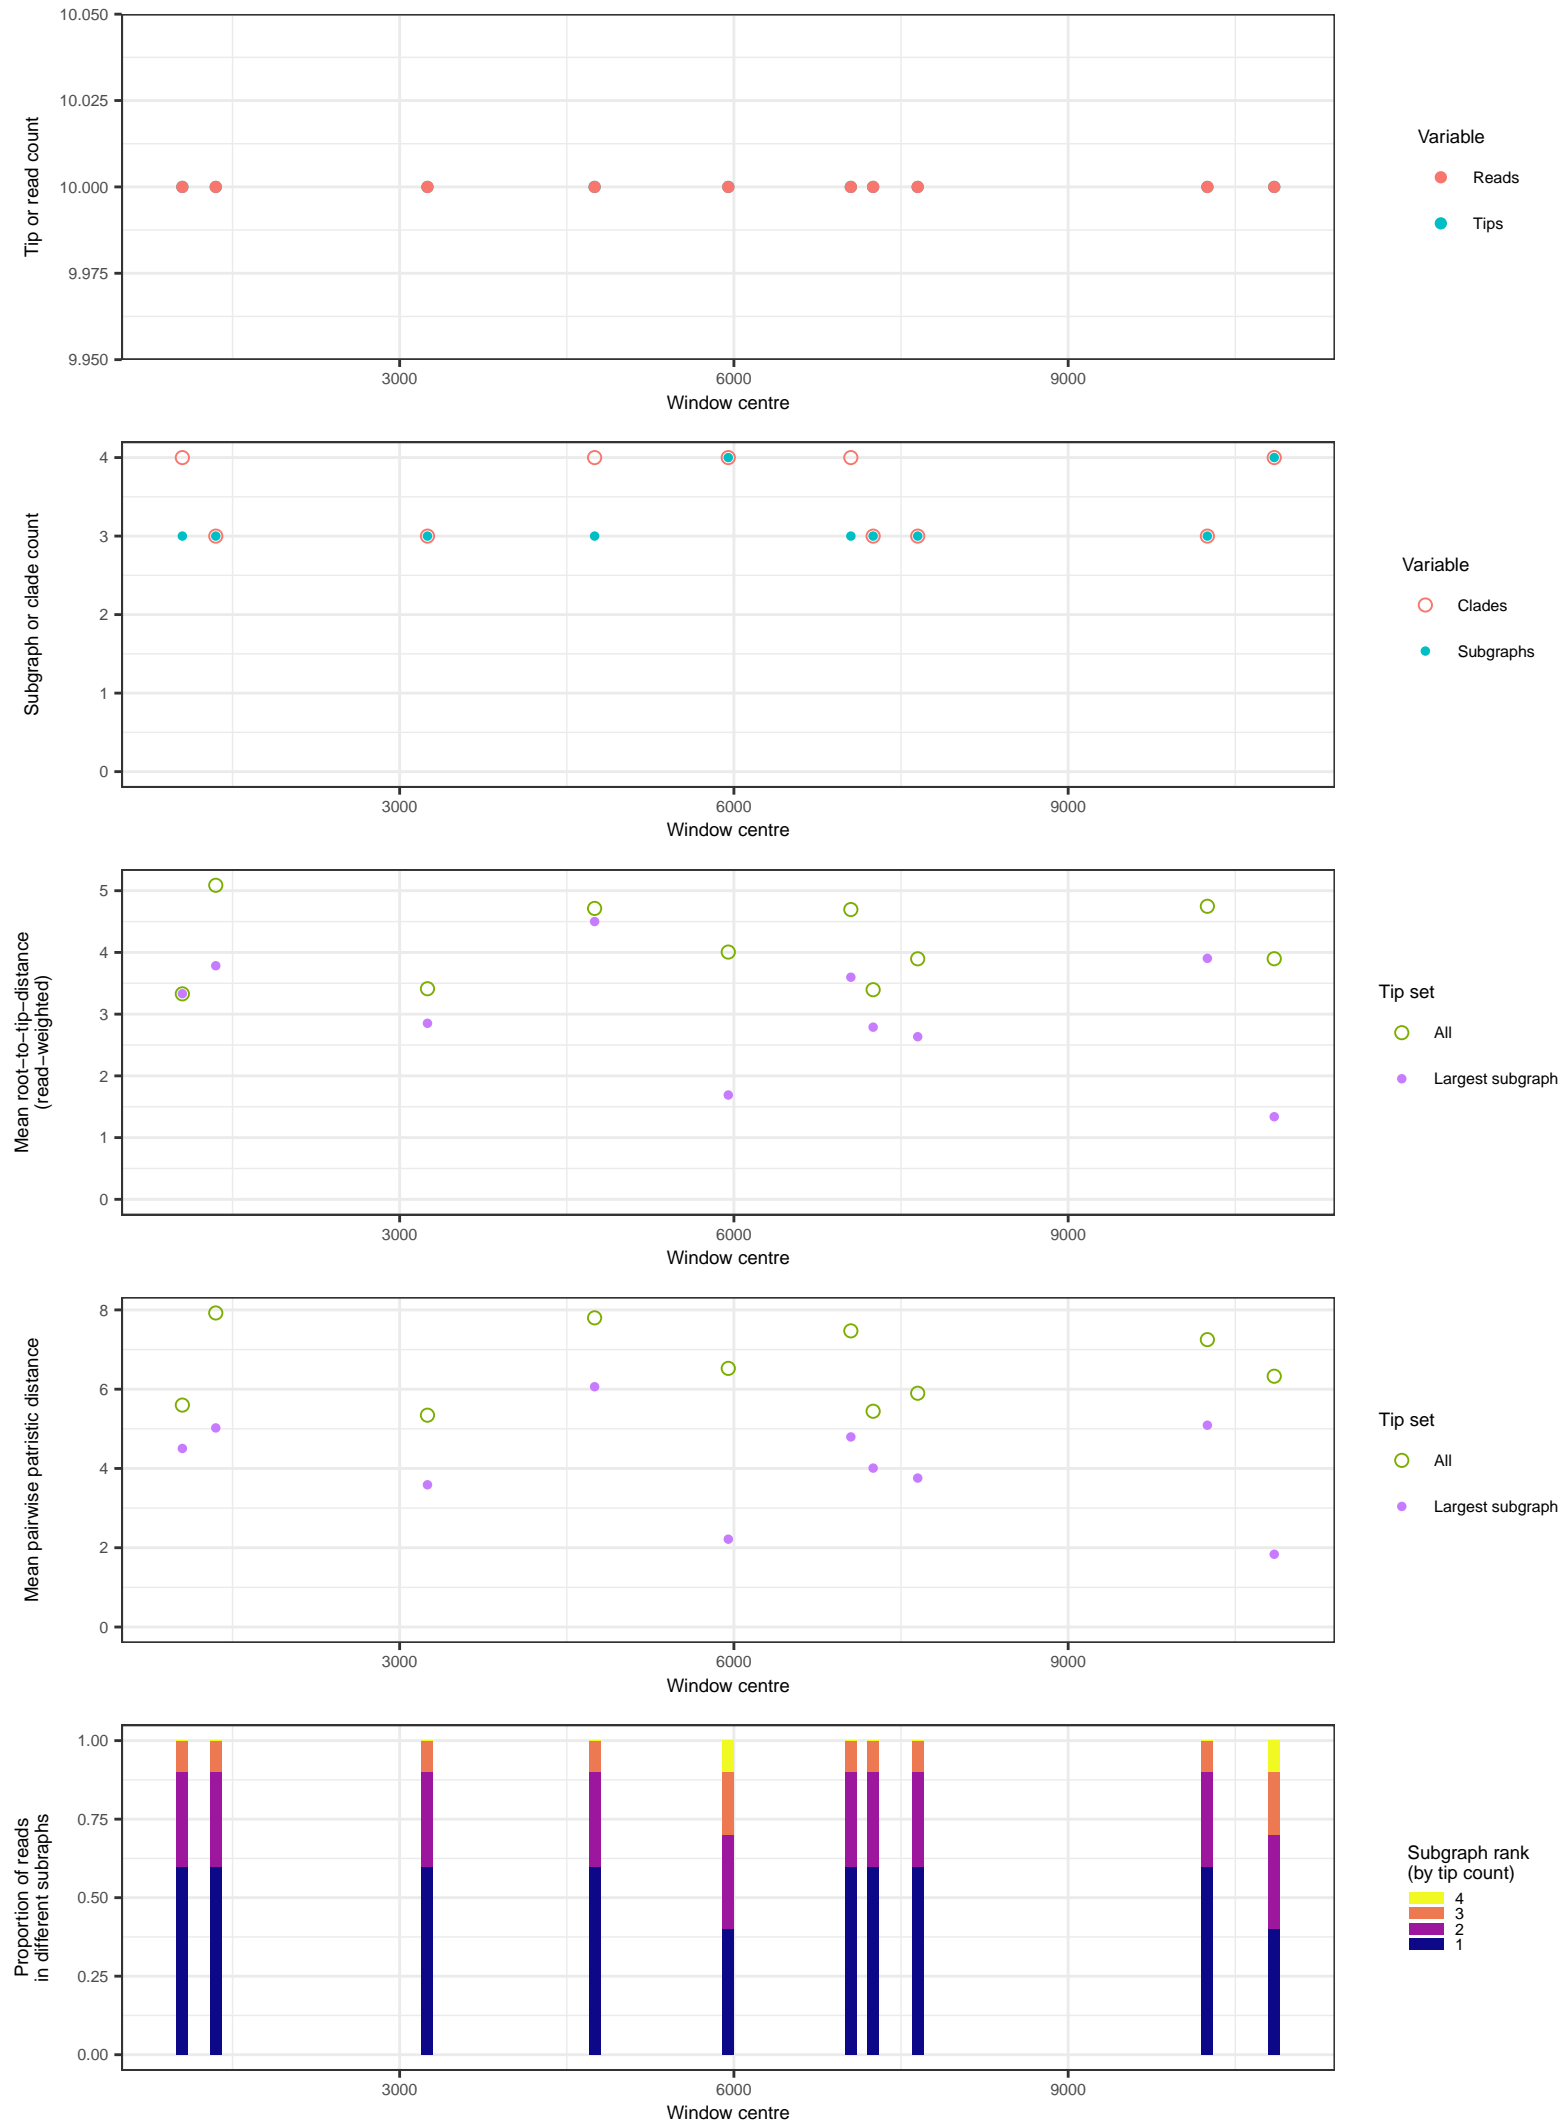 10.050
10.025
10.000
9.975
9.950
Tip or read count
3000 6000 9000
Window centre
Variable
Reads
Tips
4
3
2
1
0
Subgraph or clade count
3000 6000 9000
Window centre
Variable
Clades
Subgraphs
5
4
3
2
1
0
Mean root−to−tip−distance
(read−weighted)
3000 6000 9000
Window centre
Tip set
All
Largest subgraph
8
6
4
2
0
Mean pairwise patristic distance
3000 6000 9000
Window centre
Tip set
All
Largest subgraph
1.00
0.75
0.50
0.25
0.00
Proportion of reads
in different subraphs
3000 6000 9000
Window centre
Subgraph rank
(by tip count)
4
3
2
1